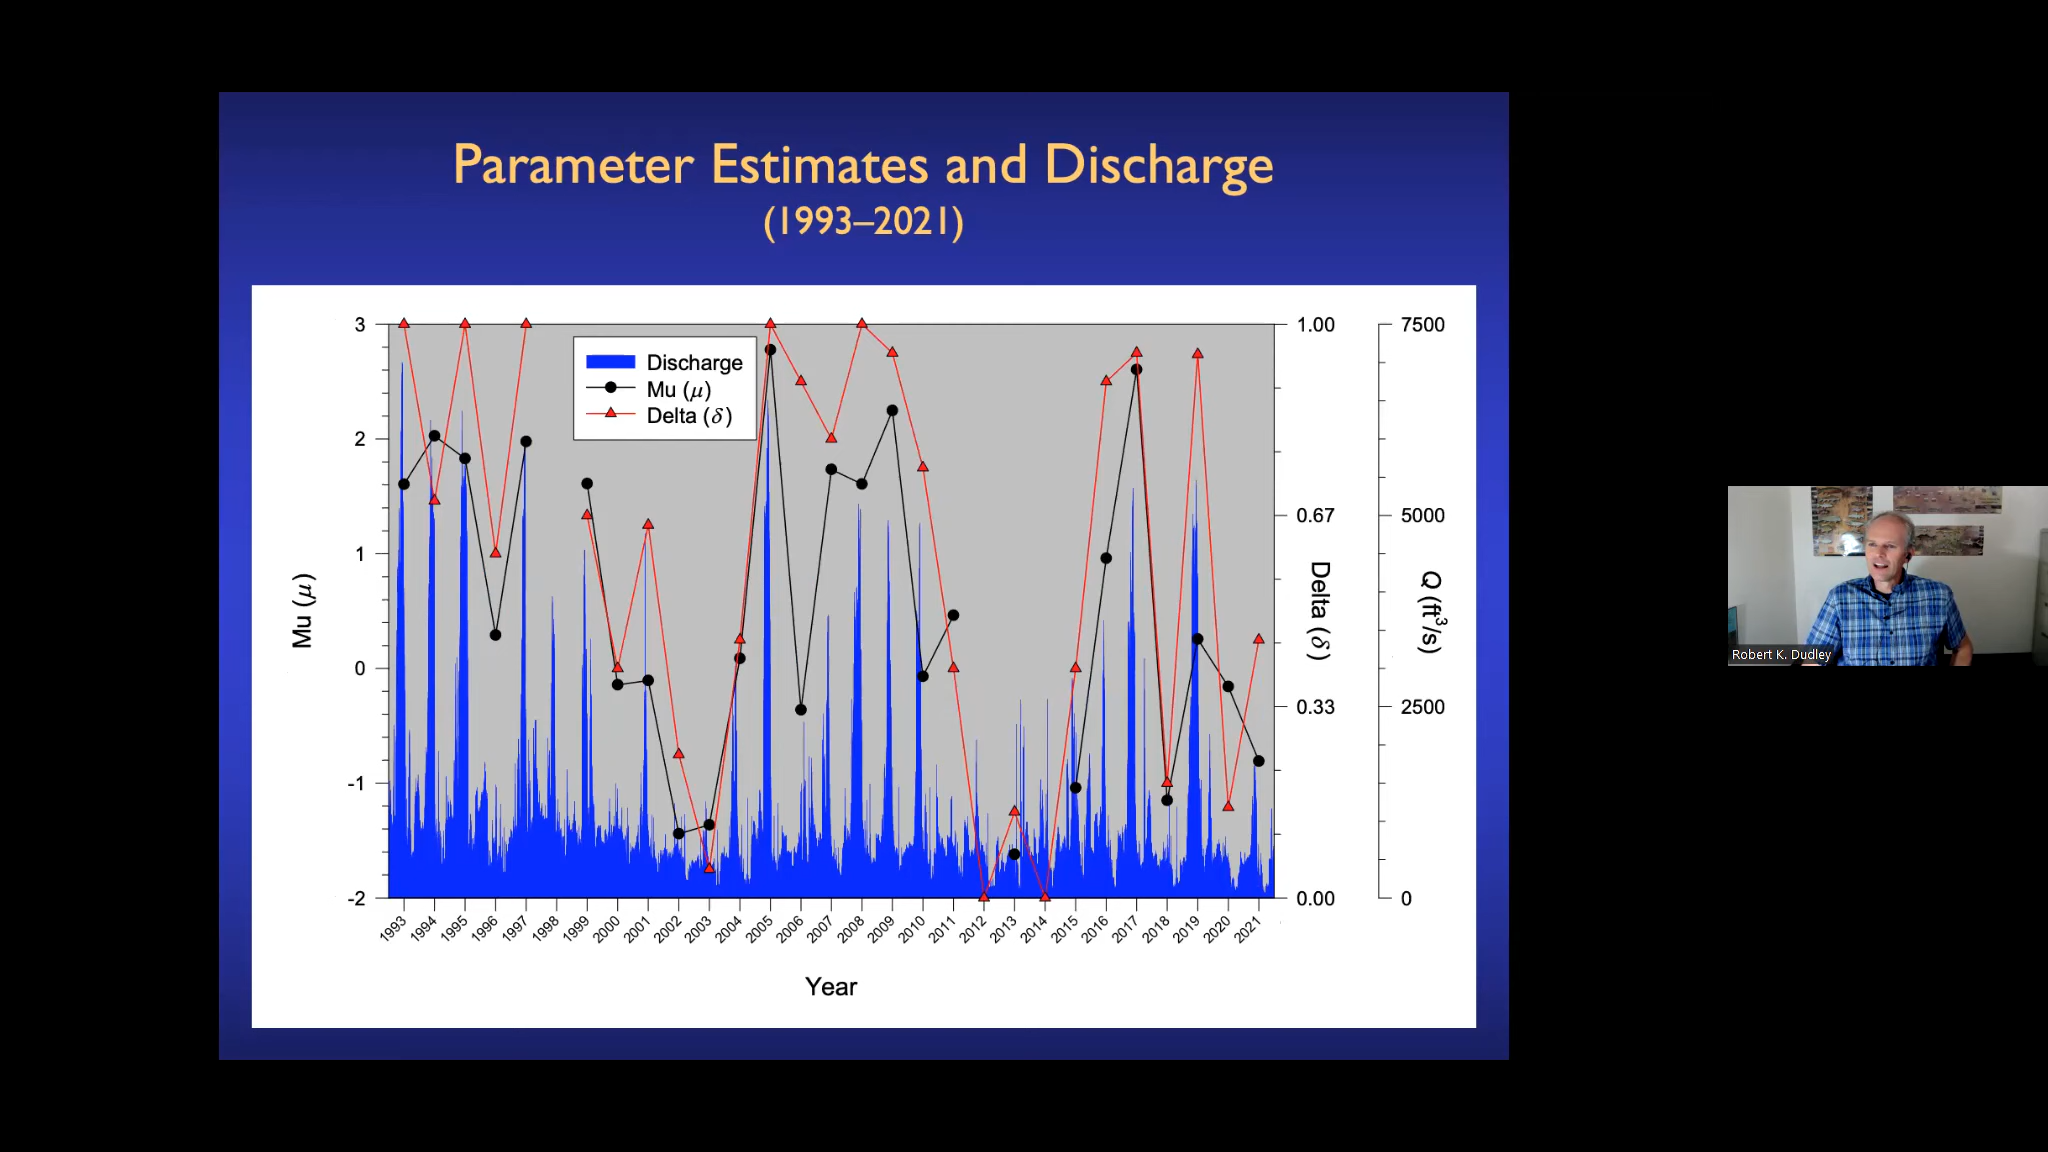 Parameter Estimates and Discharge
(1993–2021)
3
2
1
0
-1
-2
Mu (μ)
Discharge
Mu (μ)
Delta (δ)
1.00
0.67
0.33
0.00
Delta (δ)
7500
5000
2500
0
Q (ft³/s)
1993 1994 1995 1996 1997 1998 1999 2000 2001 2002 2003 2004 2005 2006 2007 2008 2009 2010 2011 2012 2013 2014 2015 2016 2017 2018 2019 2020 2021
Year
Robert K. Dudley